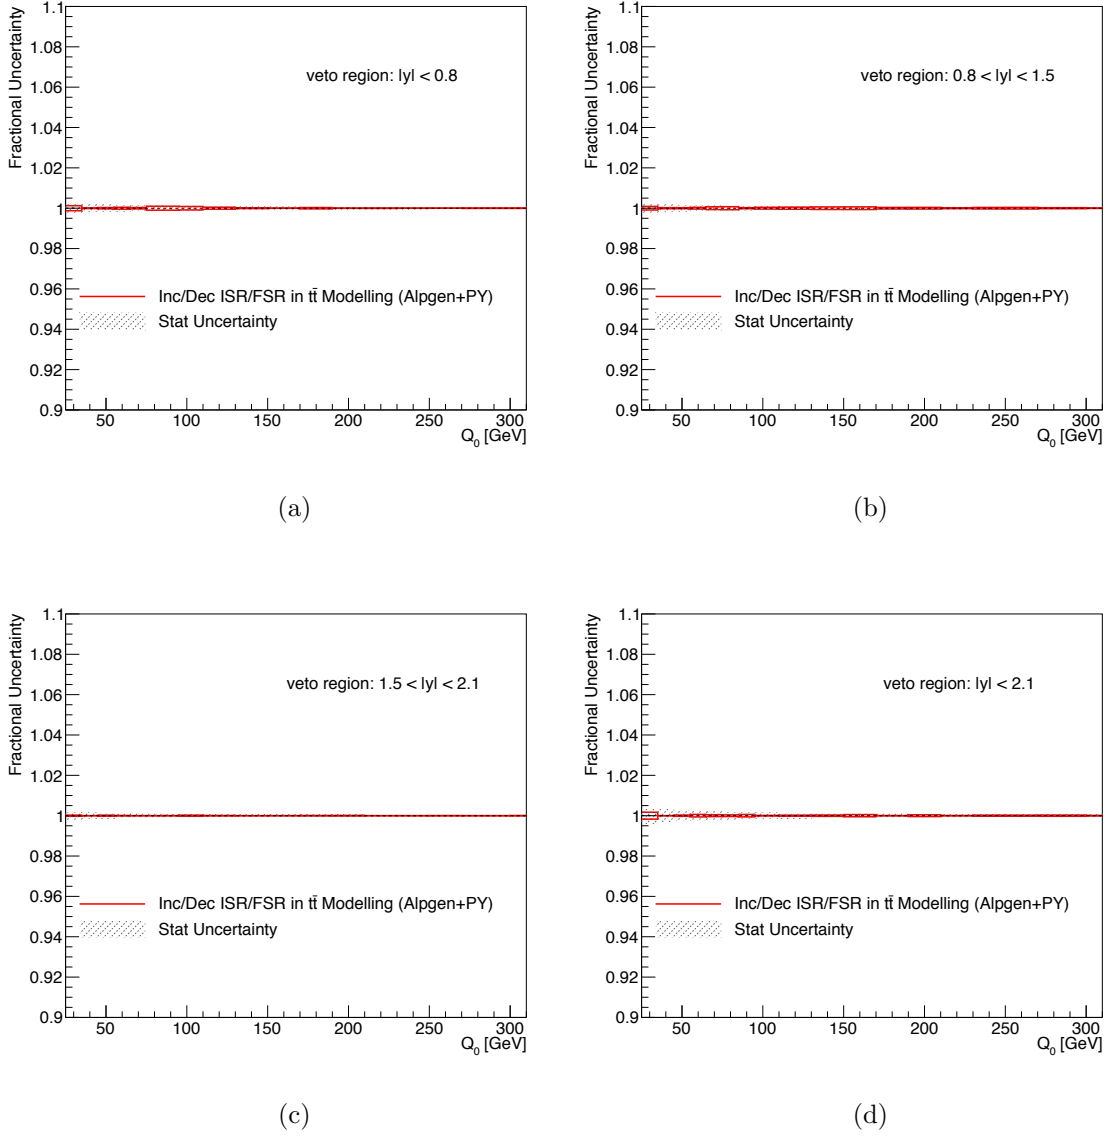 Fractional Uncertainty
1.1
1.08
1.06
1.04
1.02
1
0.98
0.96
0.94
0.92
0.9
veto region: |y| < 0.8
Inc/Dec ISR/FSR in tt̄ Modelling (Alpgen+PY)
Stat Uncertainty
50 100 150 200 250 300
Q₀ [GeV]
(a)
Fractional Uncertainty
1.1
1.08
1.06
1.04
1.02
1
0.98
0.96
0.94
0.92
0.9
veto region: 0.8 < |y| < 1.5
Inc/Dec ISR/FSR in tt̄ Modelling (Alpgen+PY)
Stat Uncertainty
50 100 150 200 250 300
Q₀ [GeV]
(b)
Fractional Uncertainty
1.1
1.08
1.06
1.04
1.02
1
0.98
0.96
0.94
0.92
0.9
veto region: 1.5 < |y| < 2.1
Inc/Dec ISR/FSR in tt̄ Modelling (Alpgen+PY)
Stat Uncertainty
50 100 150 200 250 300
Q₀ [GeV]
(c)
Fractional Uncertainty
1.1
1.08
1.06
1.04
1.02
1
0.98
0.96
0.94
0.92
0.9
veto region: |y| < 2.1
Inc/Dec ISR/FSR in tt̄ Modelling (Alpgen+PY)
Stat Uncertainty
50 100 150 200 250 300
Q₀ [GeV]
(d)